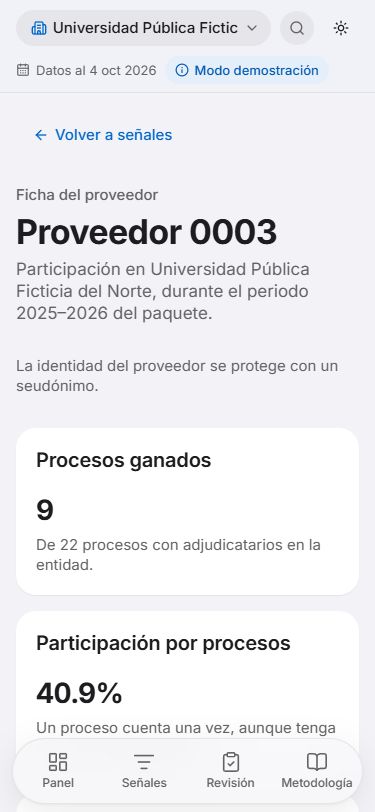 Universidad Pública Fictic
Datos al 4 oct 2026
Modo demostración
Volver a señales
Ficha del proveedor
Proveedor 0003
Participación en Universidad Pública
Ficticia del Norte, durante el periodo
2025–2026 del paquete.
La identidad del proveedor se protege con un
seudónimo.
Procesos ganados
9
De 22 procesos con adjudicatarios en la
entidad.
Participación por procesos
40.9%
Un proceso cuenta una vez, aunque tenga
Panel
Señales
Revisión
Metodología